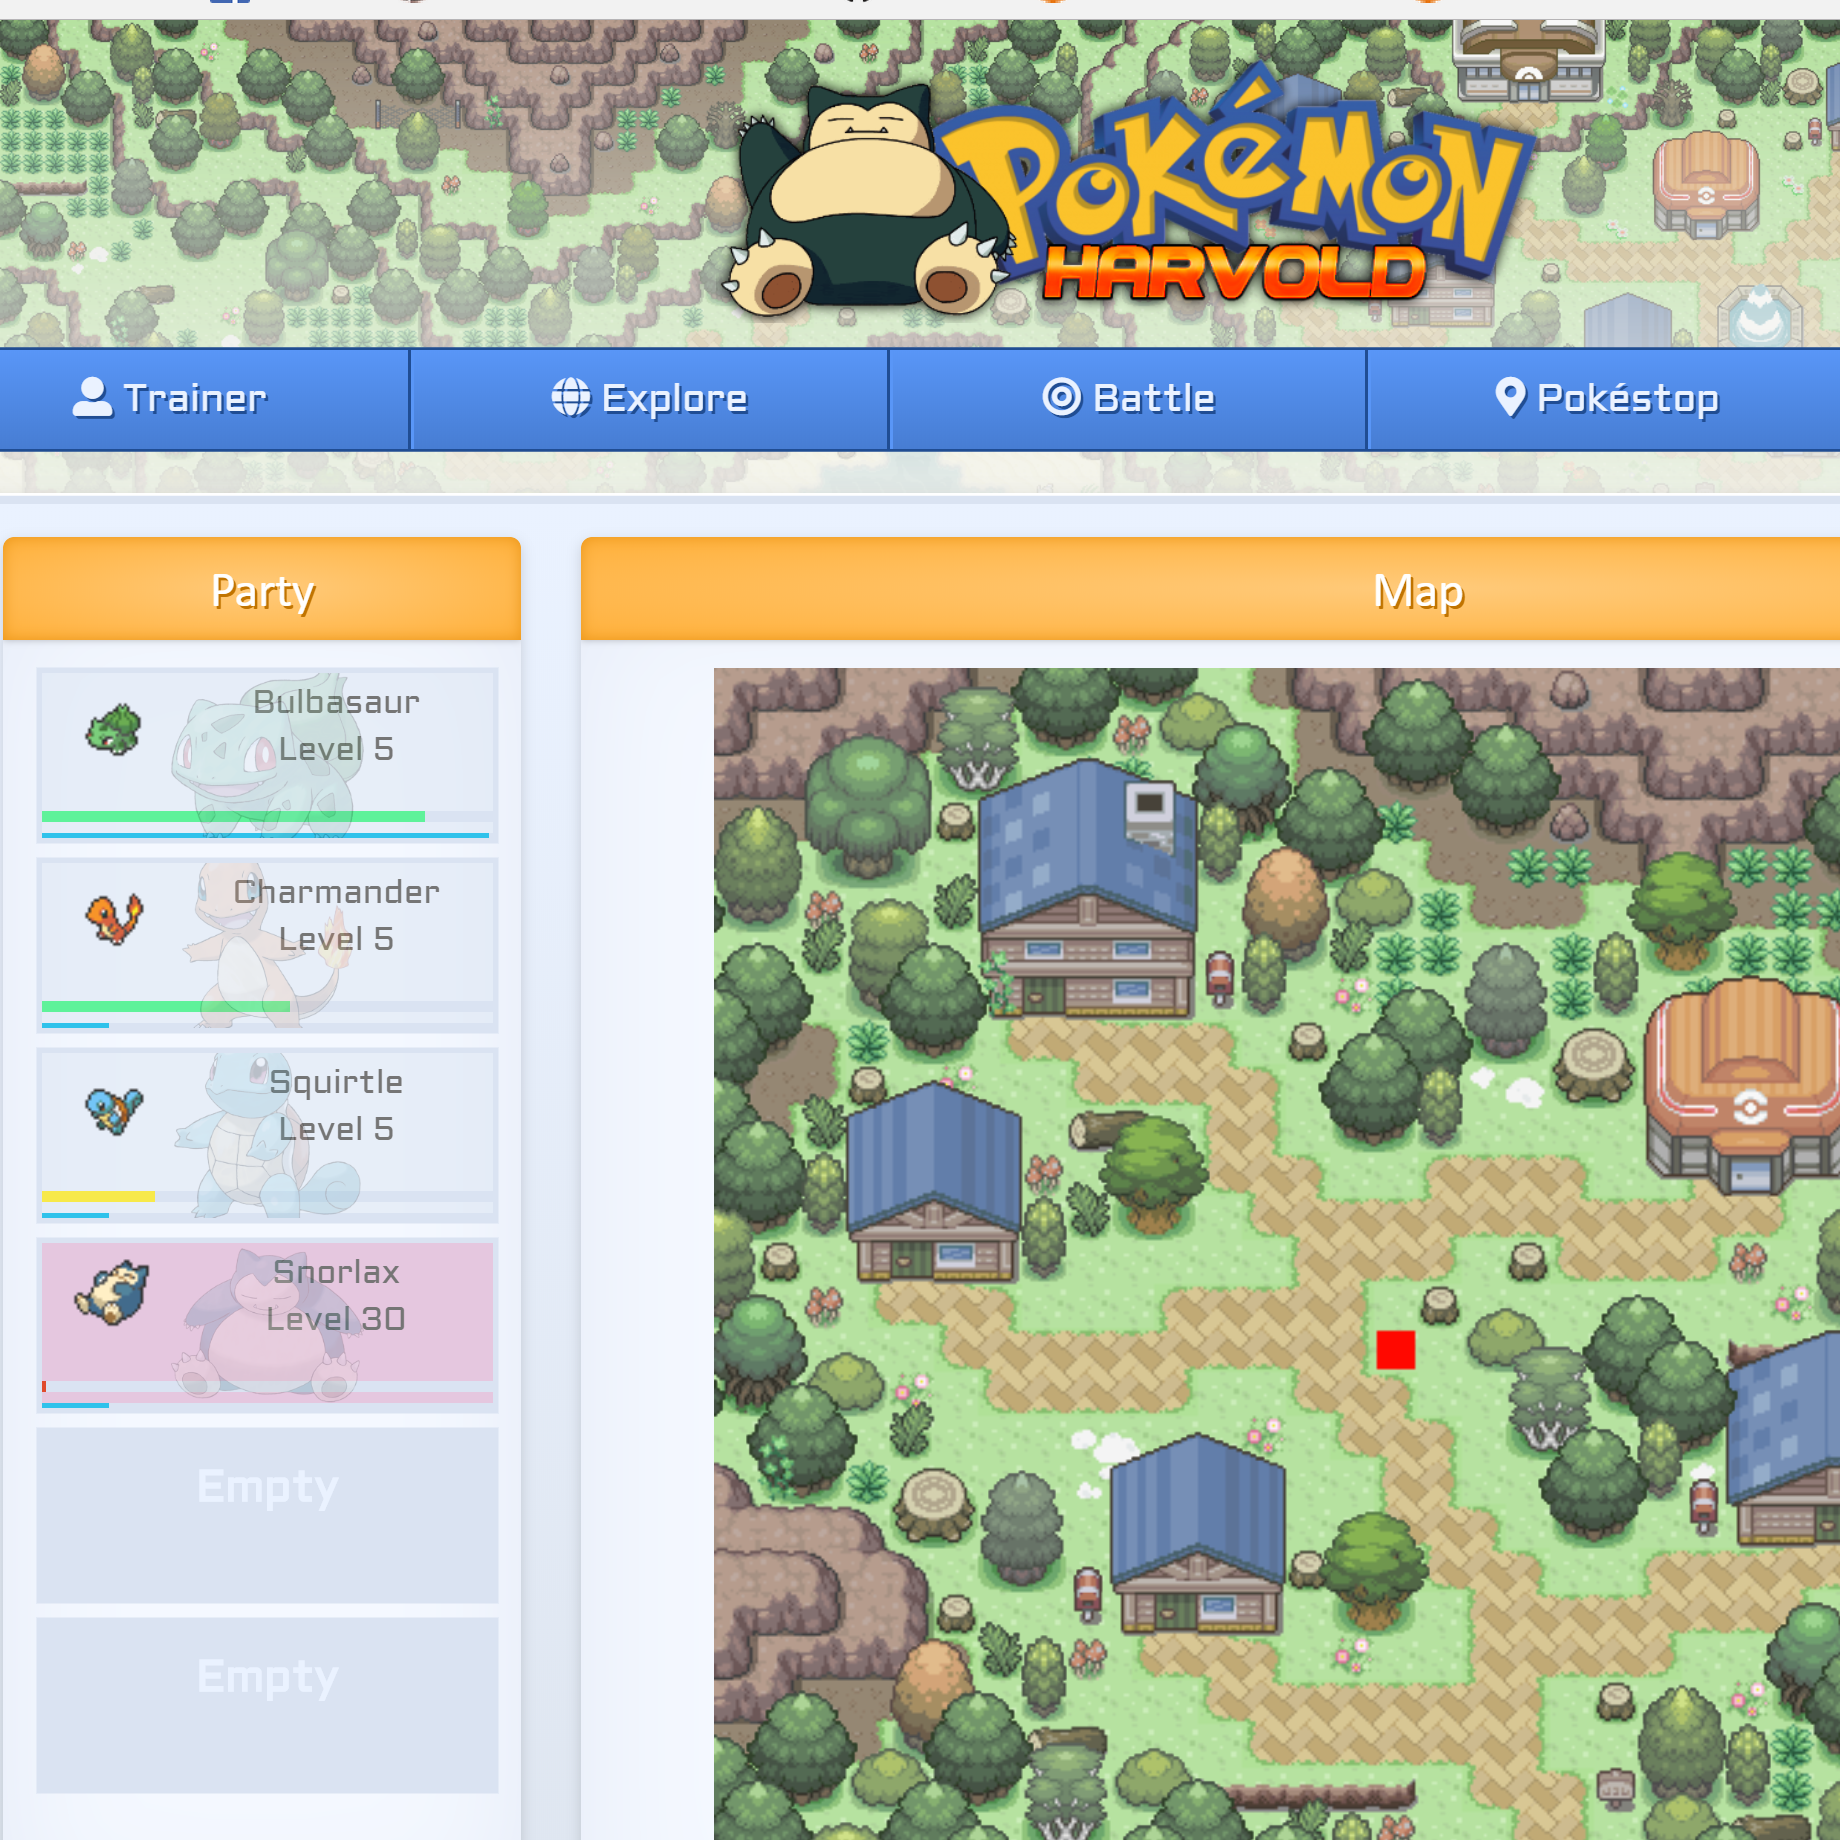 Pokémon
HARVOLD
Trainer
Explore
Battle
Pokéstop
Party
Map
Bulbasaur
Level 5
Charmander
Level 5
Squirtle
Level 5
Snorlax
Level 30
Empty
Empty